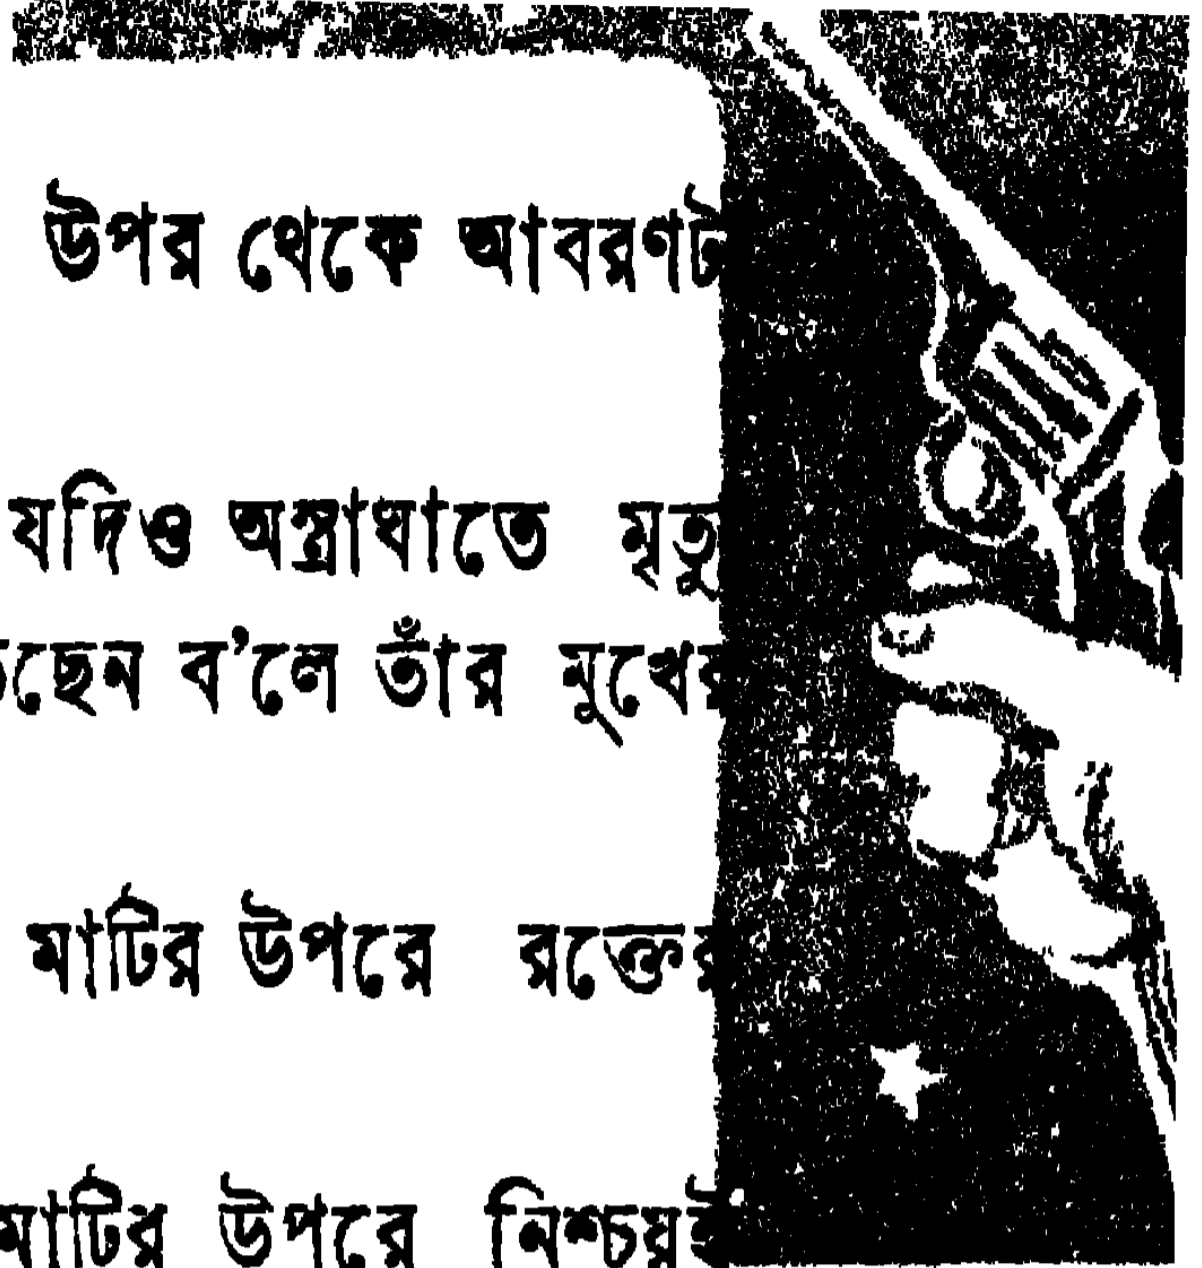 উপর থেকে আবরণট
যদিও অস্ত্রাঘাতে মৃত্যু
ছেন ব'লে তাঁর মুখের
মাটির উপরে রক্তের
মাটির উপরে নিশ্চয়ই